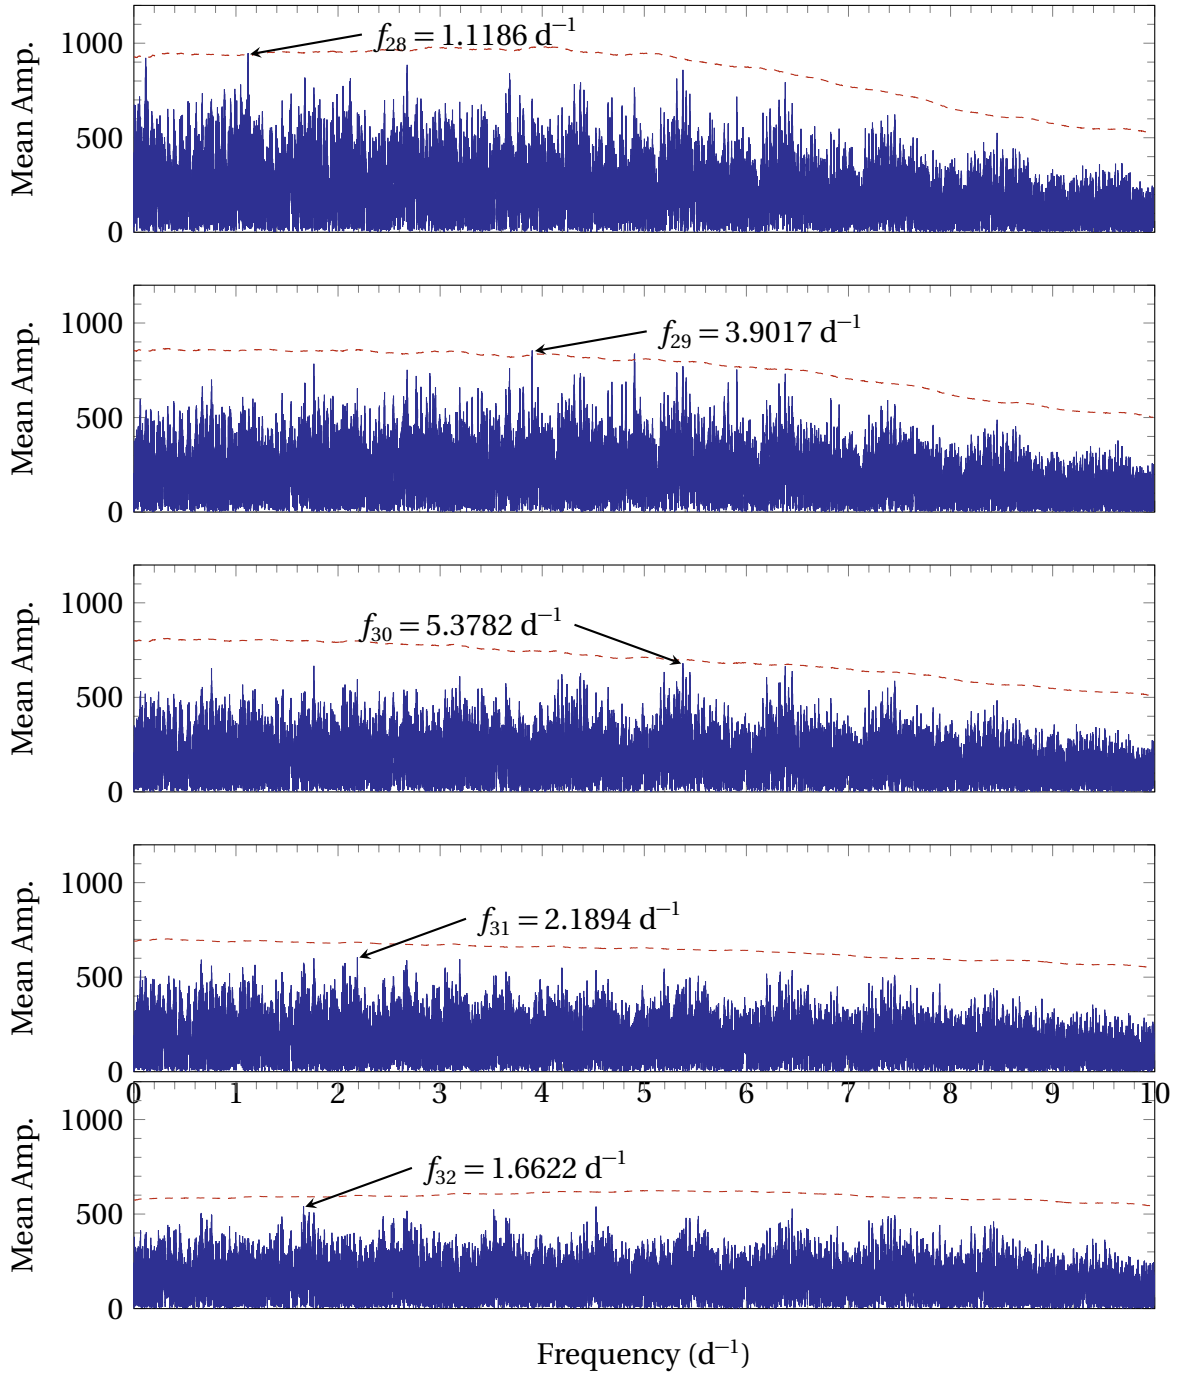 1000
500
0
Mean Amp.
f₂₈ = 1.1186 d⁻¹
1000
500
0
Mean Amp.
f₂₉ = 3.9017 d⁻¹
1000
500
0
Mean Amp.
f₃₀ = 5.3782 d⁻¹
1000
500
0
Mean Amp.
f₃₁ = 2.1894 d⁻¹
0 1 2 3 4 5 6 7 8 9 10
1000
500
0
Mean Amp.
f₃₂ = 1.6622 d⁻¹
Frequency (d⁻¹)